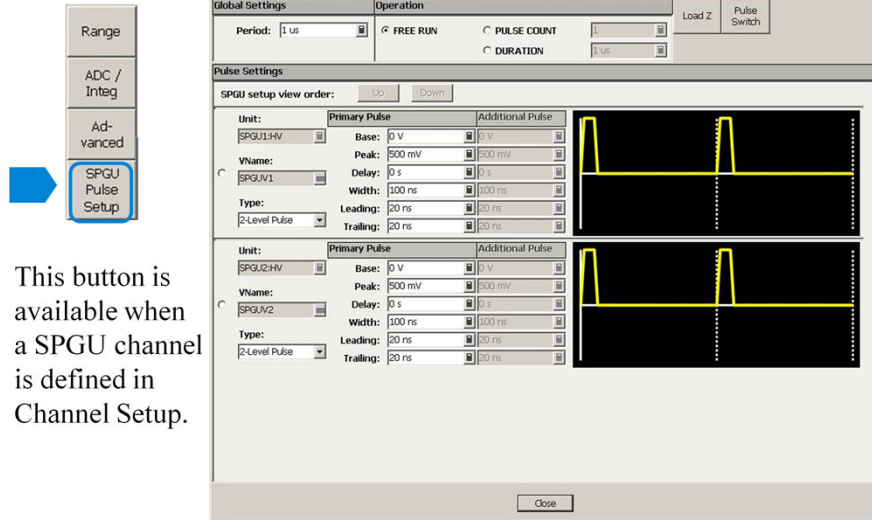 Range
ADC /
Integ
Ad-
vanced
SPGU
Pulse
Setup
This button is
available when
a SPGU channel
is defined in
Channel Setup.
Global Settings
Operation
Load Z
Pulse
Switch
Period: 1 us
FREE RUN
PULSE COUNT 1
DURATION 1 us
Pulse Settings
SPGU setup view order: Up Down
Unit:
SPGU1:HV
VName:
SPGUV1
Type:
2-Level Pulse
Primary Pulse Additional Pulse
Base: 0 V 0 V
Peak: 500 mV 500 mV
Delay: 0 s 0 s
Width: 100 ns 100 ns
Leading: 20 ns 20 ns
Trailing: 20 ns 20 ns
Unit:
SPGU2:HV
VName:
SPGUV2
Type:
2-Level Pulse
Primary Pulse Additional Pulse
Base: 0 V 0 V
Peak: 500 mV 500 mV
Delay: 0 s 0 s
Width: 100 ns 100 ns
Leading: 20 ns 20 ns
Trailing: 20 ns 20 ns
Close